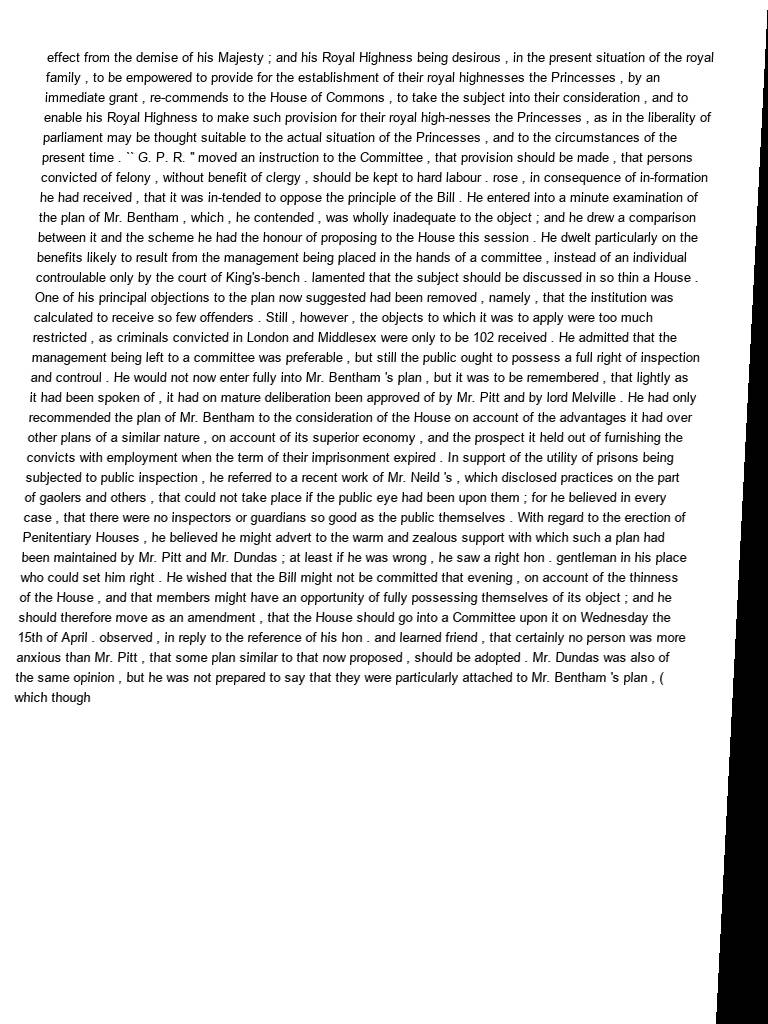 effect from the demise of his Majesty ; and his Royal Highness being desirous , in the present situation of the royal
family , to be empowered to provide for the establishment of their royal highnesses the Princesses , by an
immediate grant , re-commends to the House of Commons , to take the subject into their consideration , and to
enable his Royal Highness to make such provision for their royal high-nesses the Princesses , as in the liberality of
parliament may be thought suitable to the actual situation of the Princesses , and to the circumstances of the
present time . `` G. P. R. '' moved an instruction to the Committee , that provision should be made , that persons
convicted of felony , without benefit of clergy , should be kept to hard labour . rose , in consequence of in-formation
he had received , that it was in-tended to oppose the principle of the Bill . He entered into a minute examination of
the plan of Mr. Bentham , which , he contended , was wholly inadequate to the object ; and he drew a comparison
between it and the scheme he had the honour of proposing to the House this session . He dwelt particularly on the
benefits likely to result from the management being placed in the hands of a committee , instead of an individual
controulable only by the court of King's-bench . lamented that the subject should be discussed in so thin a House .
One of his principal objections to the plan now suggested had been removed , namely , that the institution was
calculated to receive so few offenders . Still , however , the objects to which it was to apply were too much
restricted , as criminals convicted in London and Middlesex were only to be 102 received . He admitted that the
management being left to a committee was preferable , but still the public ought to possess a full right of inspection
and controul . He would not now enter fully into Mr. Bentham 's plan , but it was to be remembered , that lightly as
it had been spoken of , it had on mature deliberation been approved of by Mr. Pitt and by lord Melville . He had only
recommended the plan of Mr. Bentham to the consideration of the House on account of the advantages it had over
other plans of a similar nature , on account of its superior economy , and the prospect it held out of furnishing the
convicts with employment when the term of their imprisonment expired . In support of the utility of prisons being
subjected to public inspection , he referred to a recent work of Mr. Neild 's , which disclosed practices on the part
of gaolers and others , that could not take place if the public eye had been upon them ; for he believed in every
case , that there were no inspectors or guardians so good as the public themselves . With regard to the erection of
Penitentiary Houses , he believed he might advert to the warm and zealous support with which such a plan had
been maintained by Mr. Pitt and Mr. Dundas ; at least if he was wrong , he saw a right hon . gentleman in his place
who could set him right . He wished that the Bill might not be committed that evening , on account of the thinness
of the House , and that members might have an opportunity of fully possessing themselves of its object ; and he
should therefore move as an amendment , that the House should go into a Committee upon it on Wednesday the
15th of April . observed , in reply to the reference of his hon . and learned friend , that certainly no person was more
anxious than Mr. Pitt , that some plan similar to that now proposed , should be adopted . Mr. Dundas was also of
the same opinion , but he was not prepared to say that they were particularly attached to Mr. Bentham 's plan , (
which though